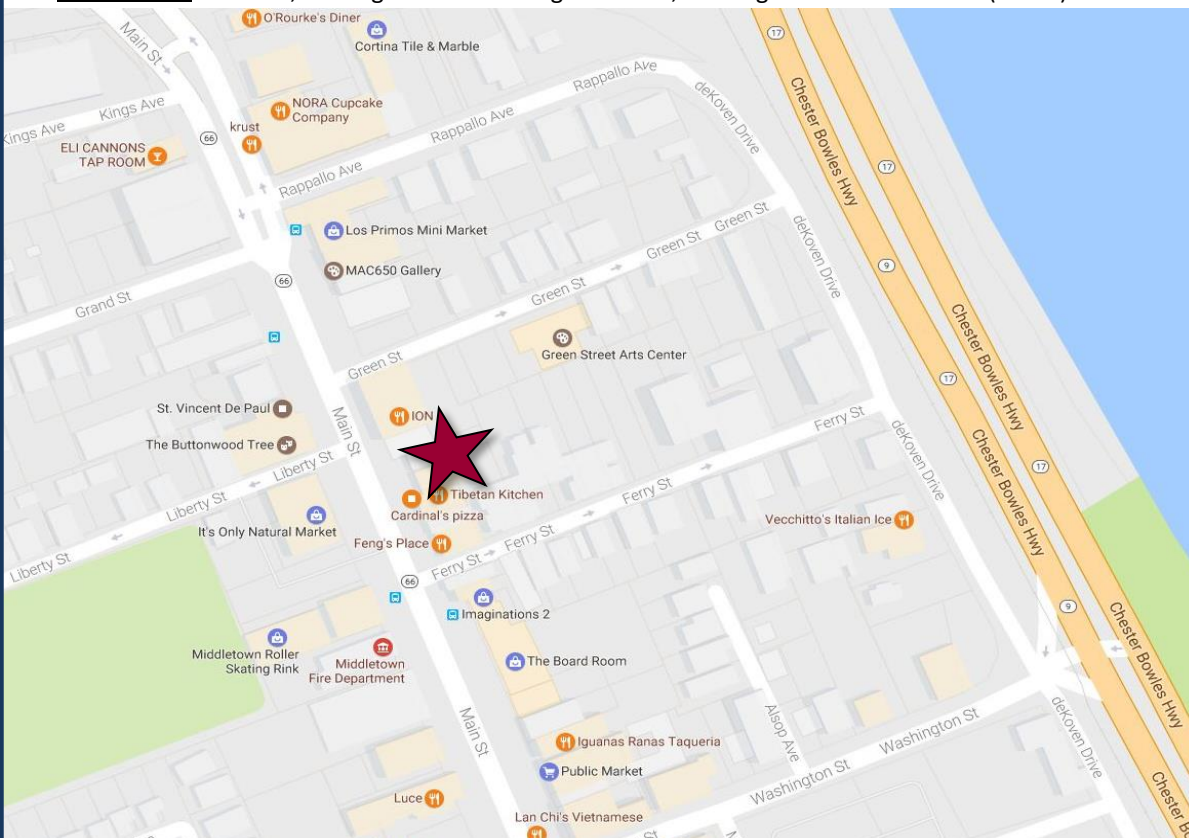 O'Rourke's Diner
Cortina Tile & Marble
Main St
17
Kings Ave
Kings Ave
66
krust
NORA Cupcake
Company
Rappallo Ave
Rappallo Ave
Rappallo Ave
deKoven Drive
Chester Bowles Hwy
17
ELI CANNONS
TAP ROOM
Los Primos Mini Market
MAC650 Gallery
66
Grand St
Green St
Green St
Green St
Green St
deKoven Drive
9
Chester Bowles Hwy
Green Street Arts Center
17
St. Vincent De Paul
The Buttonwood Tree
Main St
ION
Liberty St
Liberty St
Liberty St
Tibetan Kitchen
Cardinal's pizza
Feng's Place
It's Only Natural Market
Ferry St
Ferry St
Ferry St
Ferry St
deKoven Drive
Chester Bowles Hwy
17
Vecchitto's Italian Ice
66
Imaginations 2
9
Middletown Roller
Skating Rink
Middletown
Fire Department
The Board Room
Chester Bowles Hwy
Main St
Alsop Ave
Washington St
Washington St
deKoven Drive
Iguanas Ranas Taqueria
Public Market
Luce
Lan Chi's Vietnamese
St
Chester B